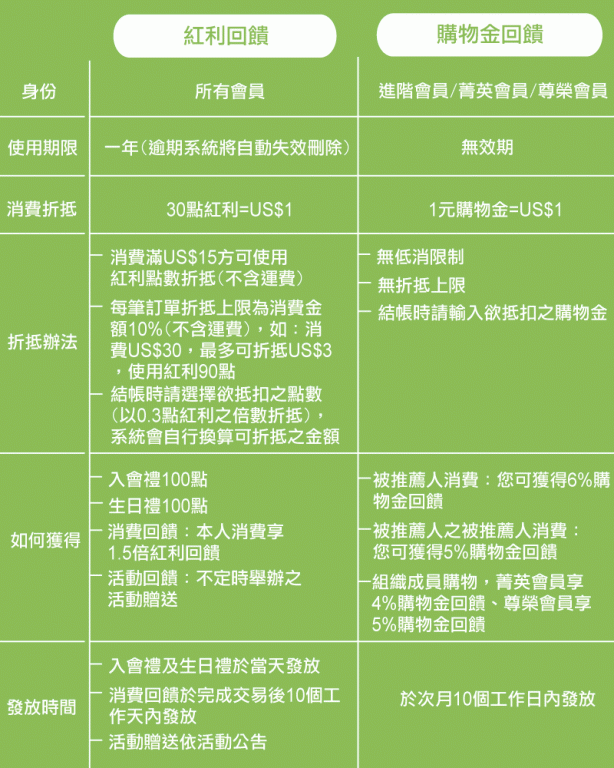 紅利回饋
購物金回饋
身份
所有會員
進階會員/菁英會員/尊榮會員
使用期限
一年(逾期系統將自動失效刪除)
無效期
消費折抵
30點紅利=US$1
1元購物金=US$1
折抵辦法
消費滿US$15方可使用
紅利點數折抵(不含運費)
每筆訂單折抵上限為消費金
額10%(不含運費),如:消
費US$30,最多可折抵US$3
,使用紅利90點
結帳時請選擇欲抵扣之點數
(以0.3點紅利之倍數折抵),
系統會自行換算可折抵之金額
無低消限制
無折抵上限
結帳時請輸入欲抵扣之購物金
如何獲得
入會禮100點
生日禮100點
消費回饋:本人消費享
1.5倍紅利回饋
活動回饋:不定時舉辦之
活動贈送
被推薦人消費:您可獲得6%購
物金回饋
被推薦人之被推薦人消費:
您可獲得5%購物金回饋
組織成員購物,菁英會員享
4%購物金回饋、尊榮會員享
5%購物金回饋
發放時間
入會禮及生日禮於當天發放
消費回饋於完成交易後10個工
作天內發放
活動贈送依活動公告
於次月10個工作日內發放